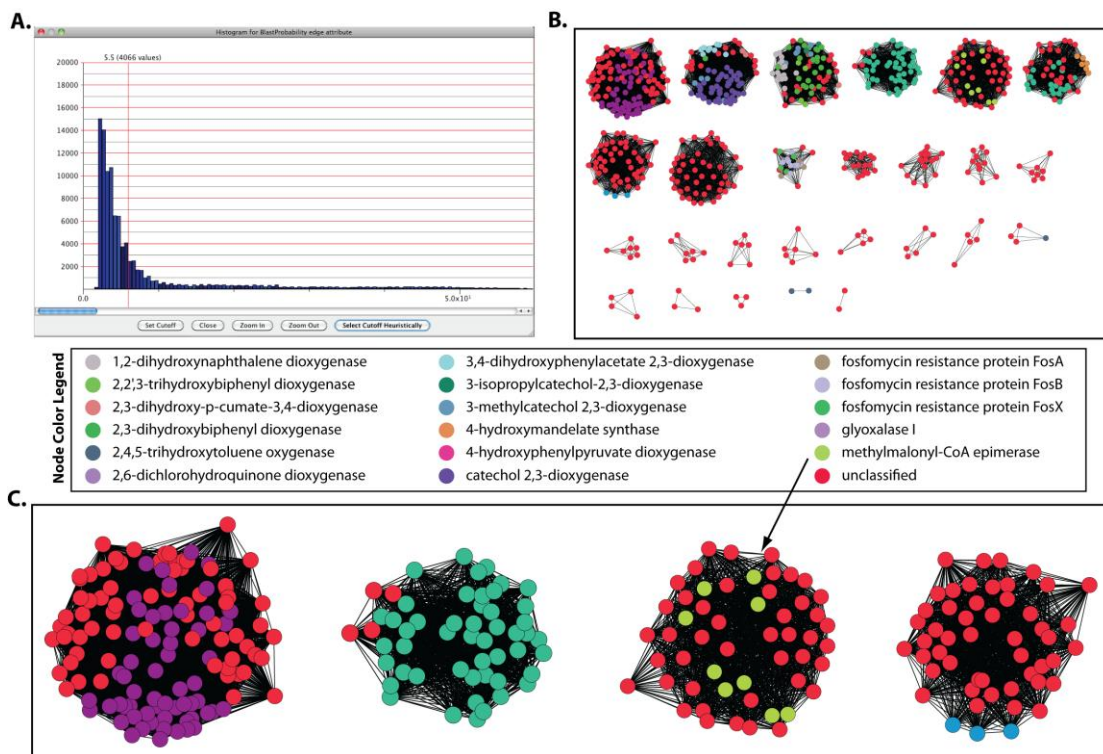 A.
Histogram for BlastProbability edge attribute
5.5 (4066 values)
20000
18000
16000
14000
12000
10000
8000
6000
4000
2000
0.0
5.0x10¹
Set Cutoff
Close
Zoom In
Zoom Out
Select Cutoff Heuristically
B.
Node Color Legend
1,2-dihydroxynaphthalene dioxygenase
2,2',3-trihydroxybiphenyl dioxygenase
2,3-dihydroxy-p-cumate-3,4-dioxygenase
2,3-dihydroxybiphenyl dioxygenase
2,4,5-trihydroxytoluene oxygenase
2,6-dichlorohydroquinone dioxygenase
3,4-dihydroxyphenylacetate 2,3-dioxygenase
3-isopropylcatechol-2,3-dioxygenase
3-methylcatechol 2,3-dioxygenase
4-hydroxymandelate synthase
4-hydroxyphenylpyruvate dioxygenase
catechol 2,3-dioxygenase
fosfomycin resistance protein FosA
fosfomycin resistance protein FosB
fosfomycin resistance protein FosX
glyoxalase I
methylmalonyl-CoA epimerase
unclassified
C.